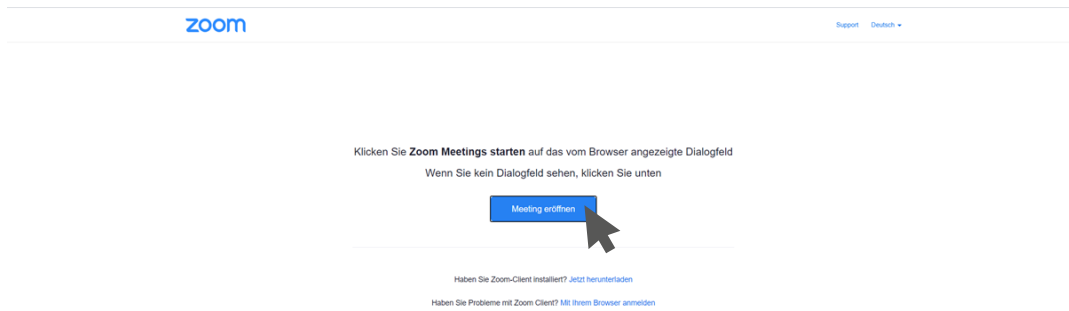 zoom
Support Deutsch
Klicken Sie Zoom Meetings starten auf das vom Browser angezeigte Dialogfeld
Wenn Sie kein Dialogfeld sehen, klicken Sie unten
Meeting eröffnen
Haben Sie Zoom-Client installiert? Jetzt herunterladen
Haben Sie Probleme mit Zoom Client? Mit Ihrem Browser anmelden